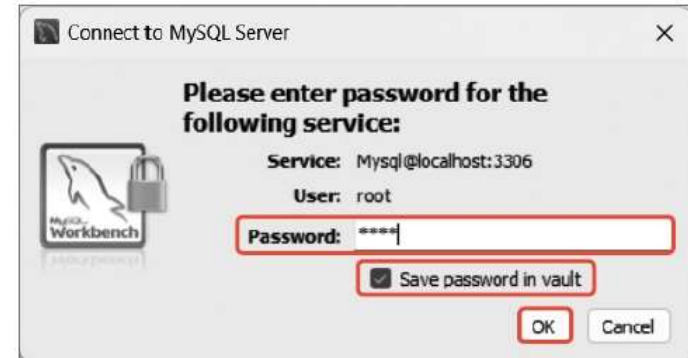 Connect to MySQL Server
Please enter password for the
following service:
Service: Mysql@localhost:3306
User: root
MySQL
Workbench
Password: ****
Save password in vault
OK Cancel